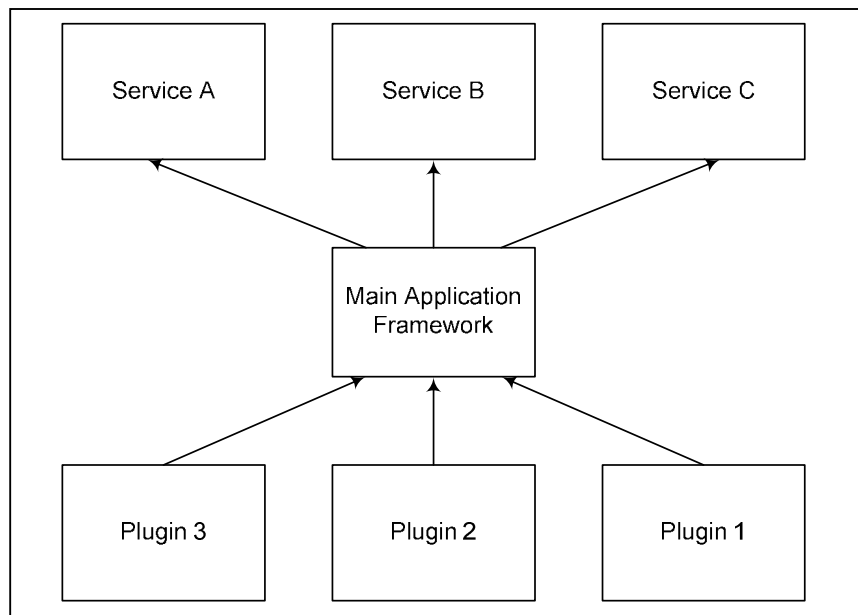 Service A
Service B
Service C
Main Application
Framework
Plugin 3
Plugin 2
Plugin 1